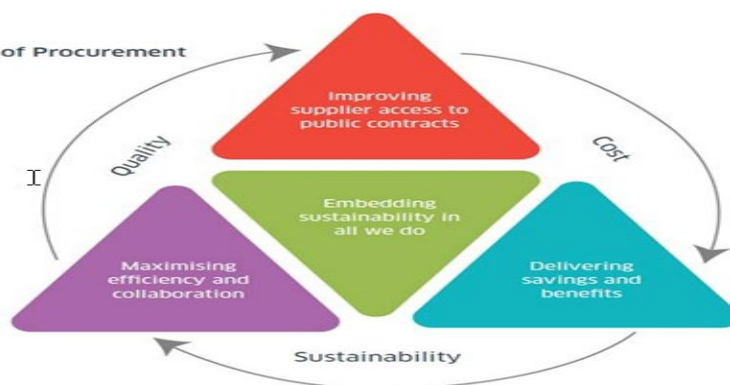 of Procurement
Improving
supplier access to
public contracts
Quality
Cost
Embedding
sustainability in
all we do
Maximising
efficiency and
collaboration
Delivering
savings and
benefits
Sustainability